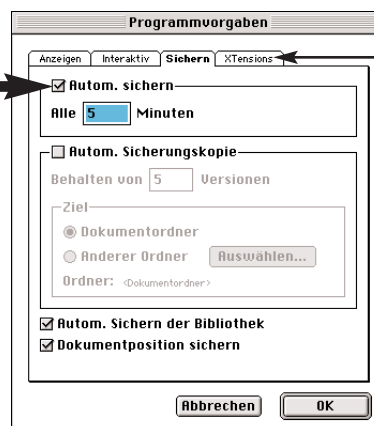 Programmvorgaben
Anzeigen Interaktiv Sichern XTensions
Autom. sichern
Alle 5 Minuten
Autom. Sicherungskopie
Behalten von 5 Versionen
Ziel
Dokumentordner
Anderer Ordner Auswählen...
Ordner: <Dokumentordner>
Autom. Sichern der Bibliothek
Dokumentposition sichern
Abbrechen OK